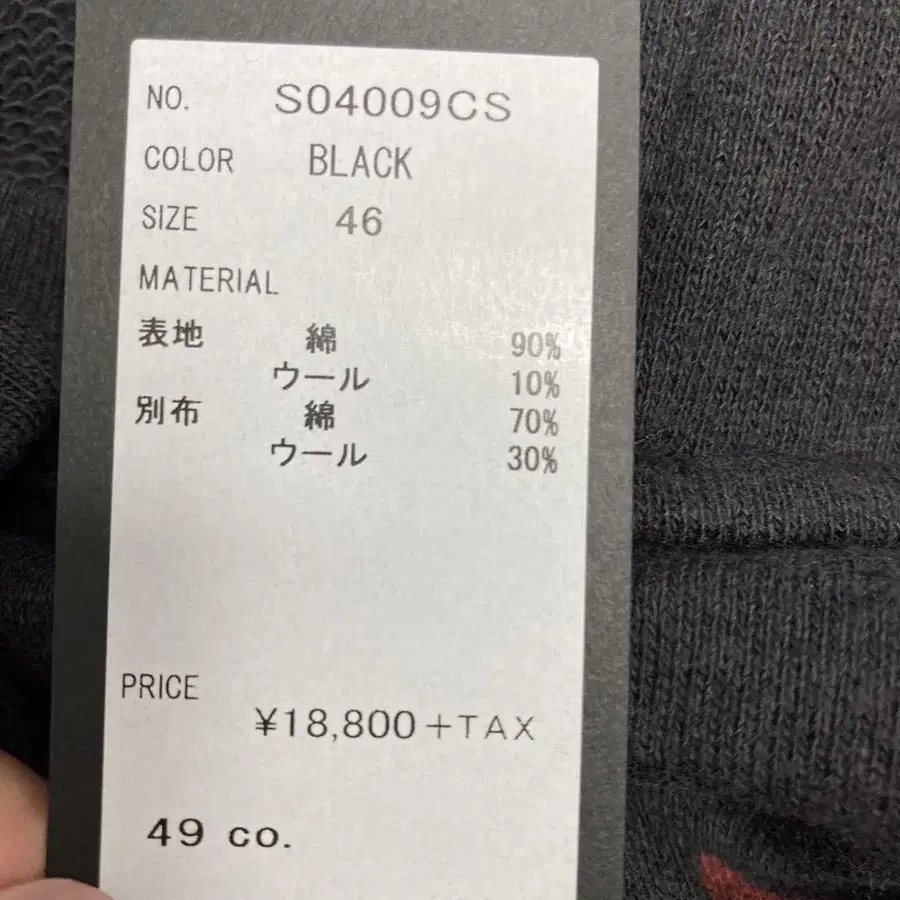 NO. S04009CS
COLOR BLACK
SIZE 46
MATERIAL
表地 綿 90%
ウール 10%
別布 綿 70%
ウール 30%
PRICE
¥18,800+TAX
49 co.